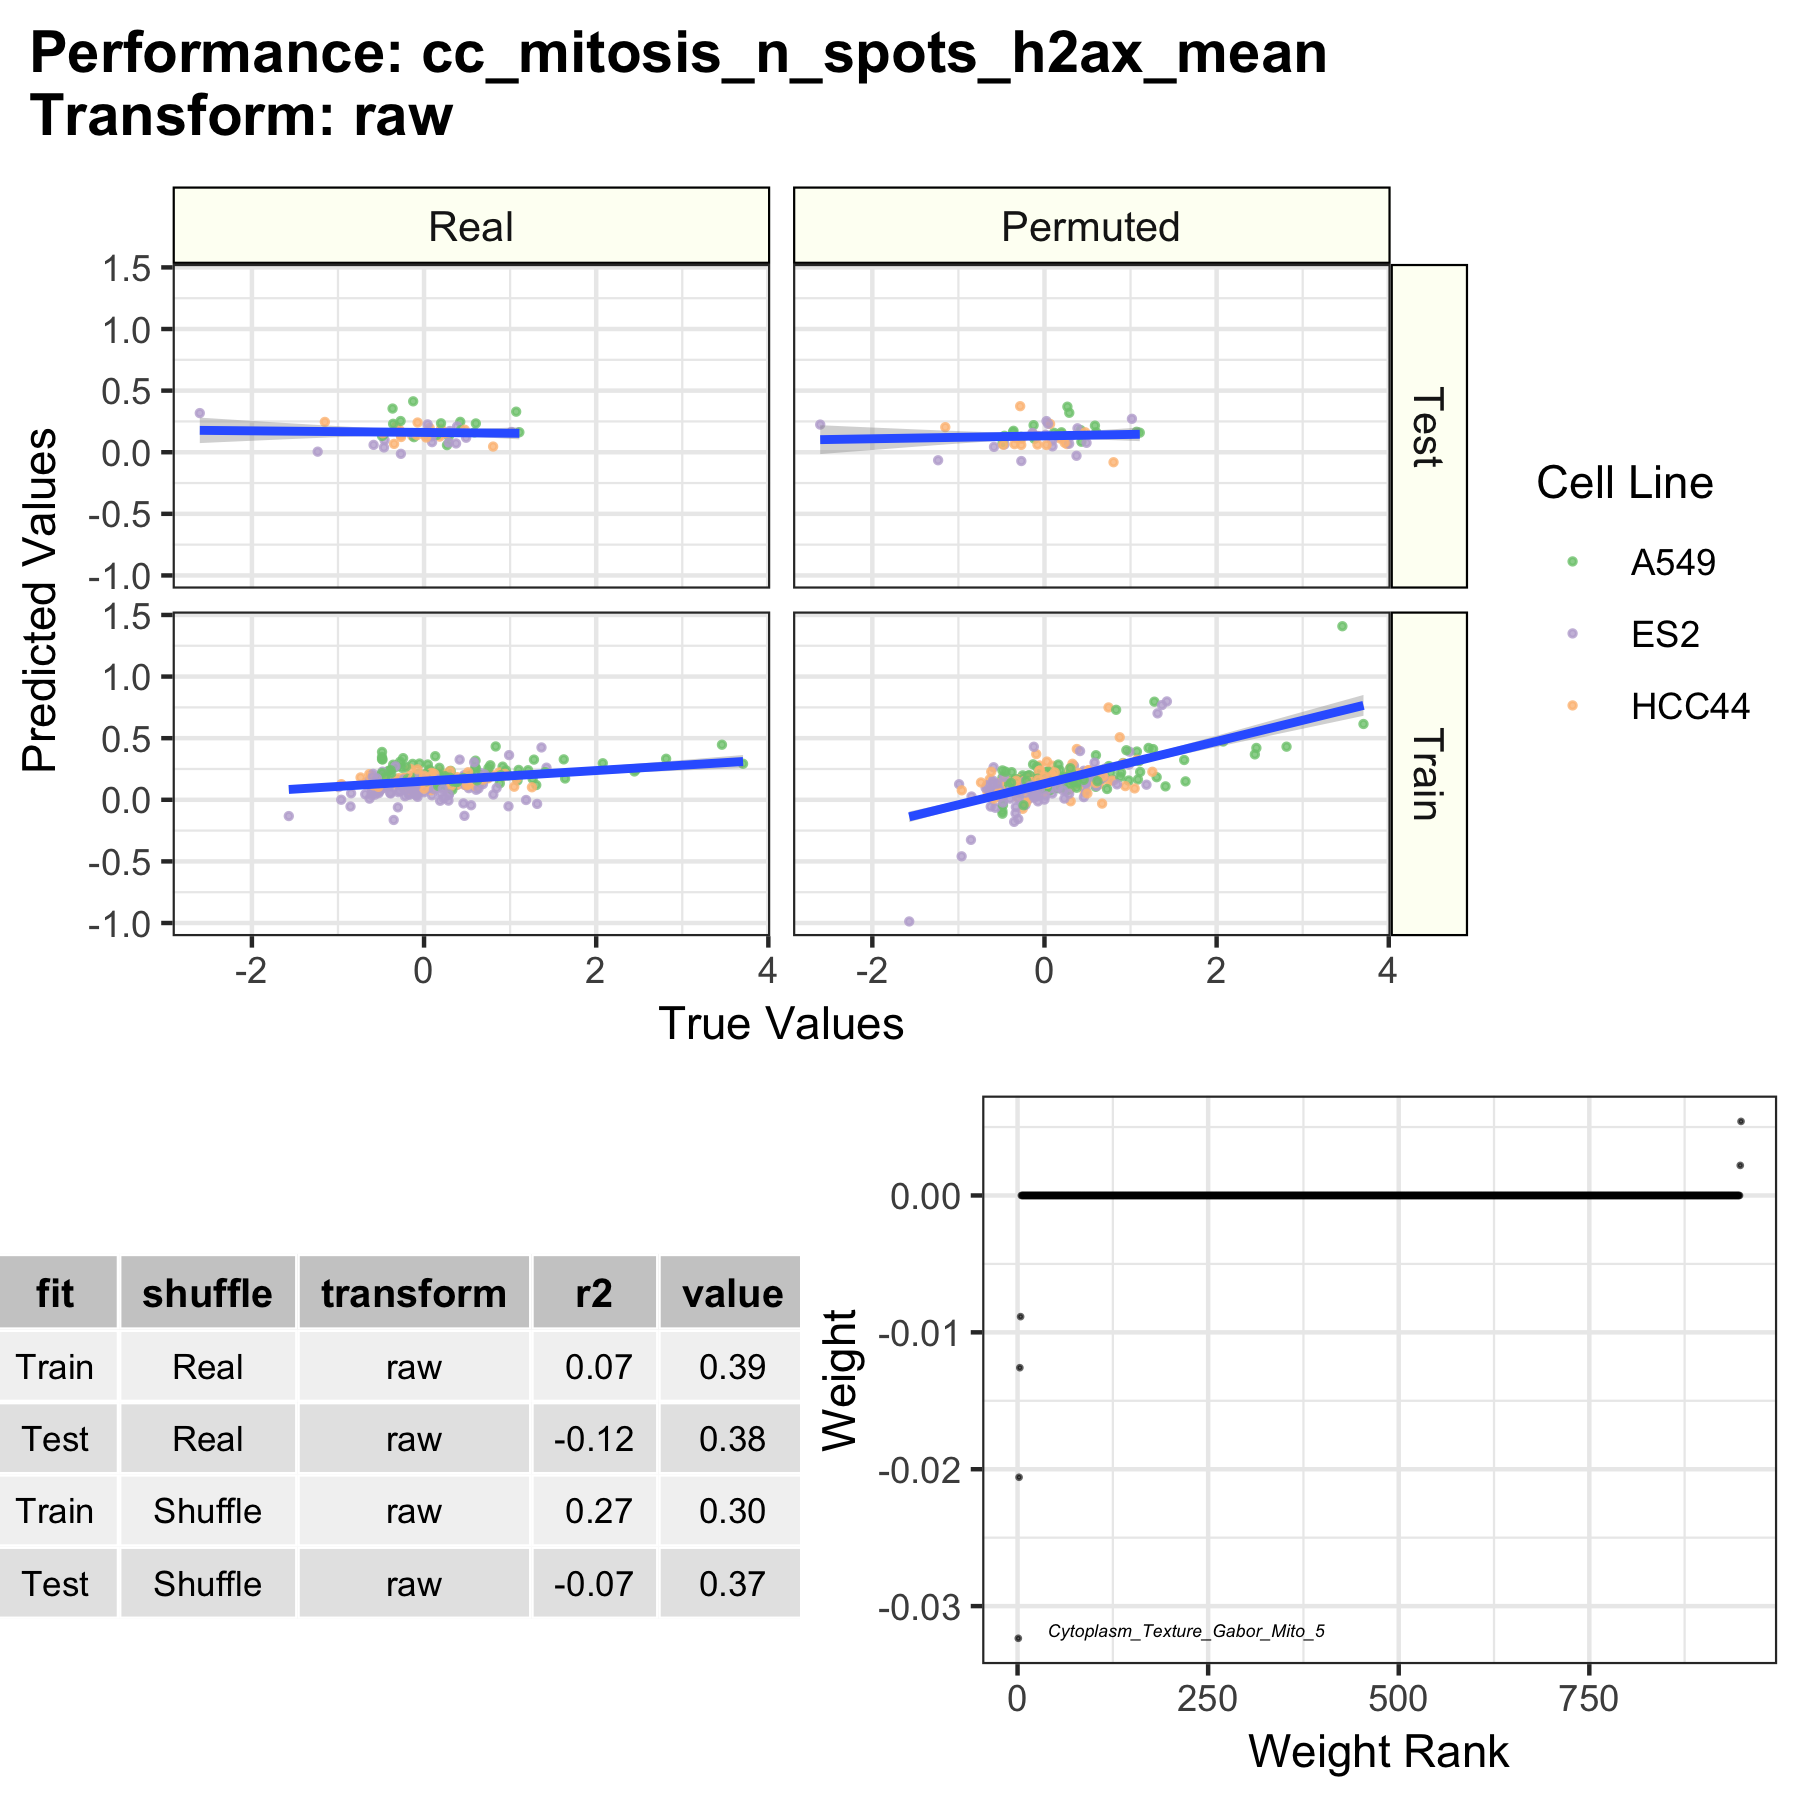 Performance: cc_mitosis_n_spots_h2ax_mean
Transform: raw
Real
Permuted
1.5
1.0
0.5
0.0
-0.5
-1.0
Test
1.5
1.0
0.5
0.0
-0.5
-1.0
Train
Predicted Values
-2 0 2 4
-2 0 2 4
True Values
Cell Line
A549
ES2
HCC44
fit shuffle transform r2 value
Train Real raw 0.07 0.39
Test Real raw -0.12 0.38
Train Shuffle raw 0.27 0.30
Test Shuffle raw -0.07 0.37
Weight
0.00
-0.01
-0.02
-0.03
Cytoplasm_Texture_Gabor_Mito_5
0 250 500 750
Weight Rank